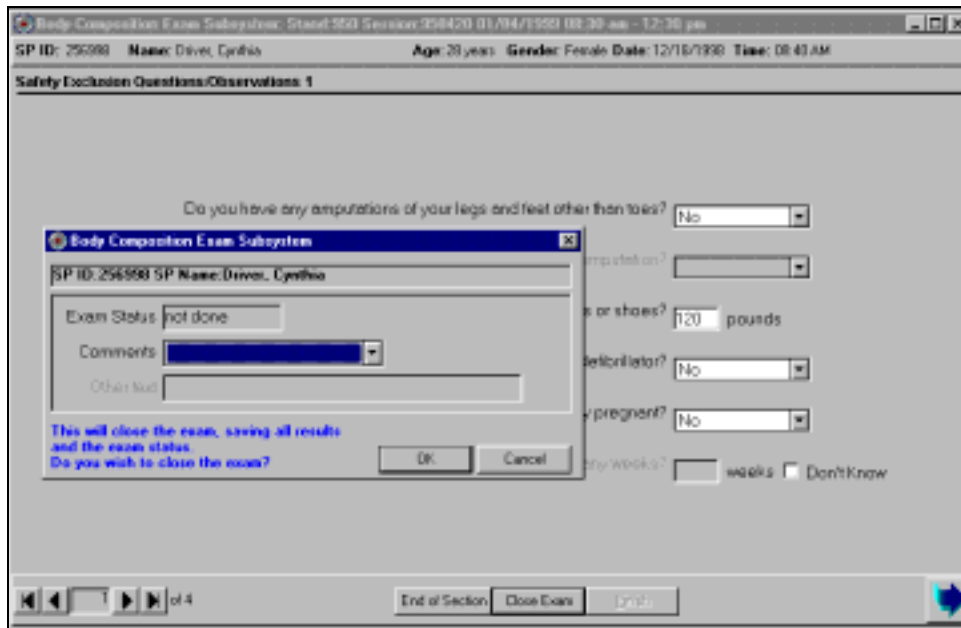 Body Composition Exam Subsystem: Stand:950 Session:950420 01/04/1999 08:30 am - 12:30 pm
SP ID: 256998 Name: Driver, Cynthia Age: 28 years Gender: Female Date: 12/18/1998 Time: 08:40 AM
Safety Exclusion Questions/Observations 1
Do you have any amputations of your legs and feet other than toes? No
Body Composition Exam Subsystem
amputation?
SP ID:256998 SP Name:Driver, Cynthia
Exam Status not done
s or shoes? 120 pounds
Comments
defibrillator? No
Other text
y pregnant? No
This will close the exam, saving all results
and the exam status.
Do you wish to close the exam?
OK Cancel
any weeks? weeks Don't Know
1 of 4 End of Section Close Exam Finish